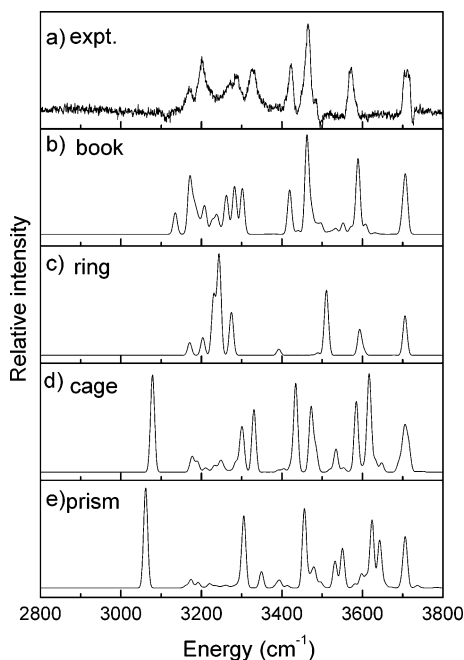 a) expt.
b) book
c) ring
d) cage
e) prism
Relative intensity
2800 3000 3200 3400 3600 3800
Energy (cm-1)